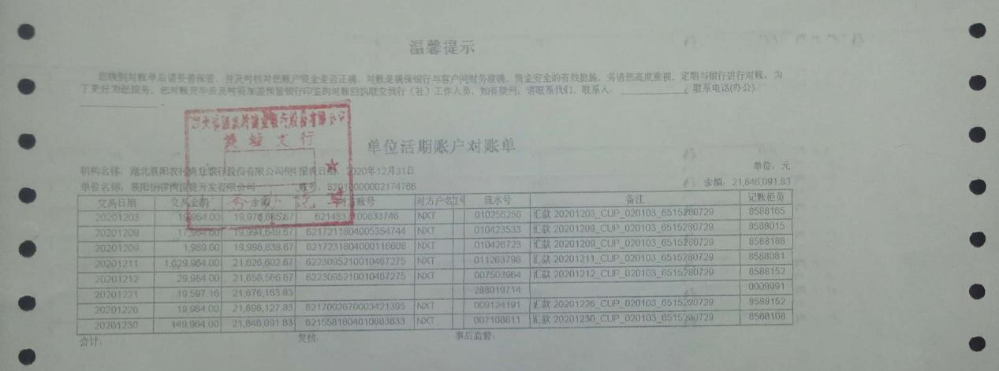 温馨提示
您收到对账单后请妥善保管，并及时核对您账户资金是否正确。对账是确保银行与客户间财务准确、资金安全的有效措施，务请您高度重视，定期与银行进行对账。为
了更好为您服务，您对账完毕后及时将加盖预留银行印鉴的对账回执联交我行（社）工作人员，如有疑问，请联系我们，联系人： 联系电话(办公):
支行
单位活期账户对账单
机构名称：湖北襄阳农村商业银行股份有限公司 报表日期：2020年12月31日 单位：元
单位名称：襄阳 投资开发有限公司 账号：002174766 余额：21,846,091.83
交易日期 交易金额 余额 对方账号 对方户名 流水号 备注 记账柜员
20201203 19,964.00 19,976,685.67 100633746 NXT 010256256 汇款 20201203_CUP_020103_6515280729 8588165
20201209 17,964.00 19,994,649.67 6217211804005354744 NXT 010423533 汇款 20201209_CUP_020103_6515280729 8588015
20201209 1,989.00 19,996,638.67 6217231804000116608 NXT 010426723 汇款 20201209_CUP_020103_6515280729 8588188
20201211 1,629,964.00 21,626,602.67 6223095210010467275 NXT 011263796 汇款 20201211_CUP_020103_6515280729 8588081
20201212 29,964.00 21,656,566.67 6223095210010467275 NXT 007503964 汇款 20201212_CUP_020103_6515280729 8588152
20201221 19,597.16 21,676,163.83 288019714 0009991
20201226 19,964.00 21,696,127.83 6217002670003421395 NXT 009124191 汇款 20201226_CUP_020103_6515280729 8588152
20201230 149,964.00 21,846,091.83 6215581804010883833 NXT 007108611 汇款 20201230_CUP_020103_6515280729 8588108
会计： 复核： 事后监督：